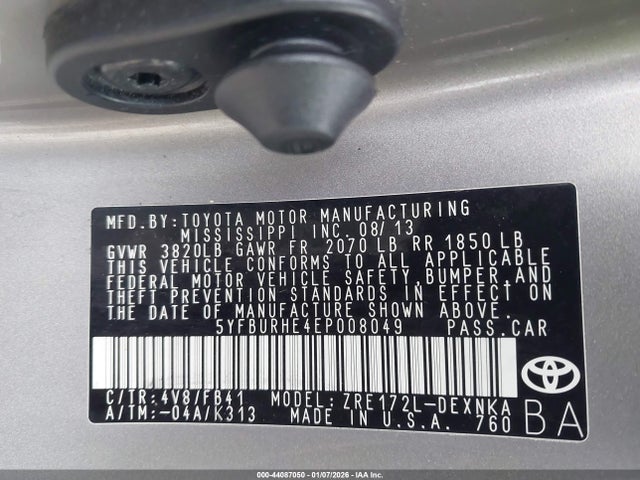 MFD.BY:TOYOTA MOTOR MANUFACTURING
MISSISSIPPI INC. 08/13
GVWR 3820LB GAWR FR 2070 LB RR 1850 LB
THIS VEHICLE CONFORMS TO ALL APPLICABLE
FEDERAL MOTOR VEHICLE SAFETY, BUMPER, AND
THEFT PREVENTION STANDARDS IN EFFECT ON
THE DATE OF MANUFACTURE SHOWN ABOVE.
5YFBURHE4EP008049 PASS.CAR
C/TR:4V8/FB41 MODEL: ZRE172L-DEXNKA
A/TM:-04A/K313 MADE IN U.S.A. 760
BA
TOYOTA
000-44087050 - 01/07/2026 - IAA Inc.